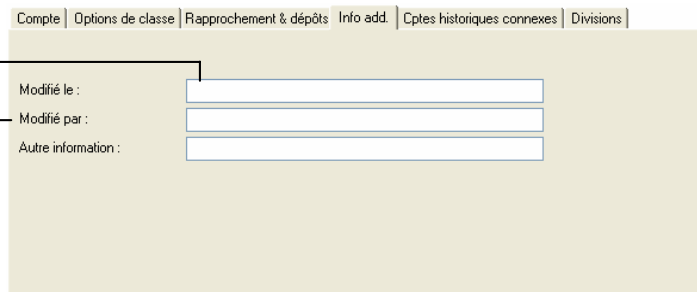 Compte Options de classe Rapprochement & dépôts Info add. Cptes historiques connexes Divisions
Modifié le :
Modifié par :
Autre information :